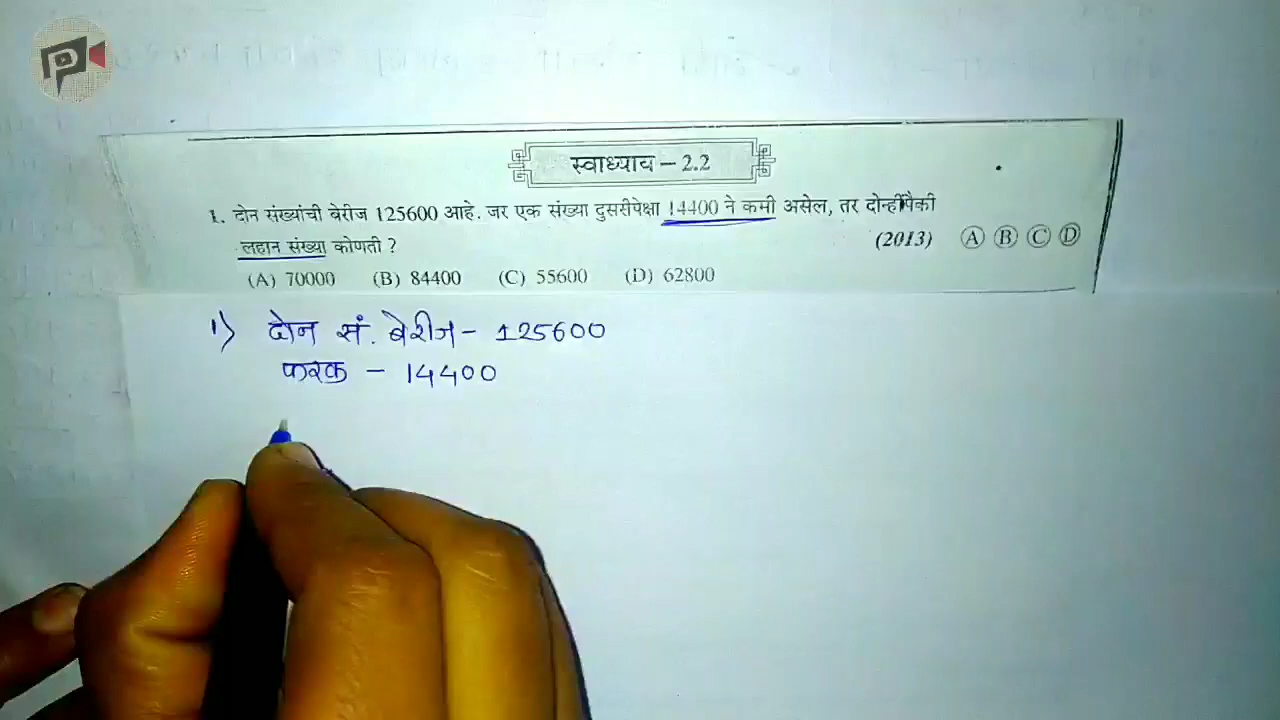 स्वाध्याय – 2.2
1. दोन संख्यांची बेरीज 125600 आहे. जर एक संख्या दुसरीपेक्षा 14400 ने कमी असेल, तर दोन्हींपैकी
लहान संख्या कोणती ? (2013) Ⓐ Ⓑ Ⓒ Ⓓ
(A) 70000 (B) 84400 (C) 55600 (D) 62800
1) दोन सं. बेरीज – 125600
फरक – 14400